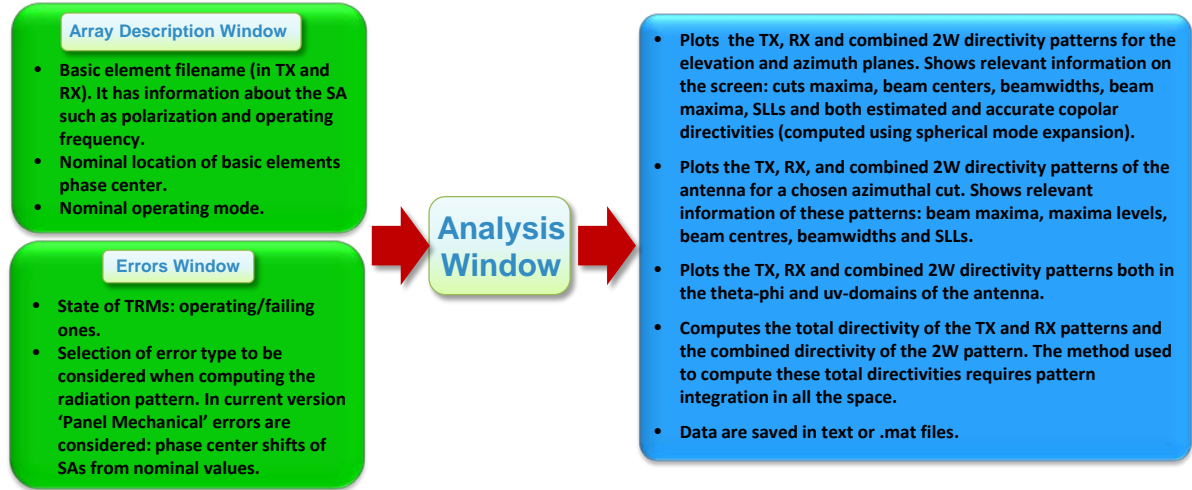 Array Description Window
• Basic element filename (in TX and
RX). It has information about the SA
such as polarization and operating
frequency.
• Nominal location of basic elements
phase center.
• Nominal operating mode.
Errors Window
• State of TRMs: operating/failing
ones.
• Selection of error type to be
considered when computing the
radiation pattern. In current version
‘Panel Mechanical’ errors are
considered: phase center shifts of
SAs from nominal values.
Analysis
Window
• Plots the TX, RX and combined 2W directivity patterns for the
elevation and azimuth planes. Shows relevant information on
the screen: cuts maxima, beam centers, beamwidths, beam
maxima, SLLs and both estimated and accurate copolar
directivities (computed using spherical mode expansion).
• Plots the TX, RX, and combined 2W directivity patterns of the
antenna for a chosen azimuthal cut. Shows relevant
information of these patterns: beam maxima, maxima levels,
beam centres, beamwidths and SLLs.
• Plots the TX, RX and combined 2W directivity patterns both in
the theta-phi and uv-domains of the antenna.
• Computes the total directivity of the TX and RX patterns and
the combined directivity of the 2W pattern. The method used
to compute these total directivities requires pattern
integration in all the space.
• Data are saved in text or .mat files.